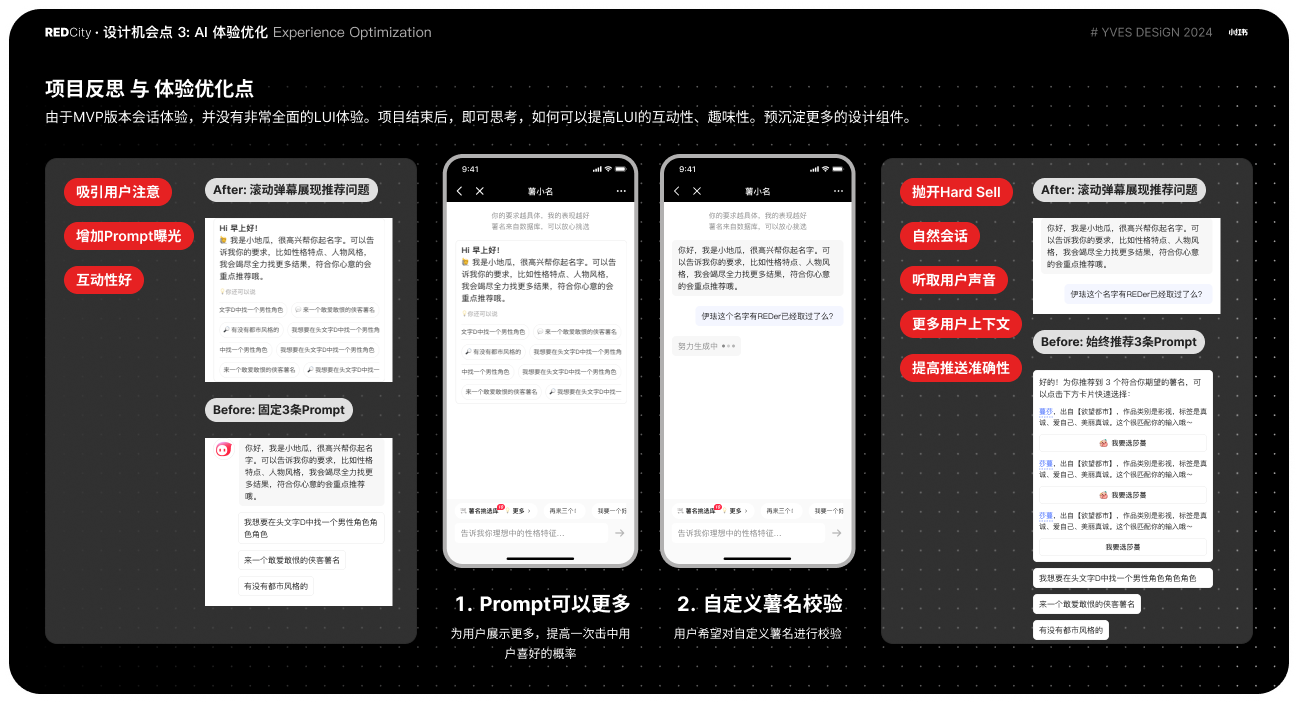 REDCity · 设计机会点 3: AI 体验优化 Experience Optimization
# YVES DESiGN 2024
小红书
项目反思 与 体验优化点
由于MVP版本会话体验，并没有非常全面的LUI体验。项目结束后，即可思考，如何可以提高LUI的互动性、趣味性。预沉淀更多的设计组件。
吸引用户注意
增加Prompt曝光
互动性好
After: 滚动弹幕展现推荐问题
Hi 早上好！
我是小地瓜，很高兴帮你起名字。可以告
诉我你的要求，比如性格特点、人物风格，
我会竭尽全力找更多结果，符合你心意的会
重点推荐哦。
你还可以说
文字D中找一个男性角色
来一个敢爱敢恨的侠客薯名
有没有都市风格的
我想要在头文字D中找一个男性角
中找一个男性角色
我想要在头文字D中找一个男性角色
来一个敢爱敢恨的侠客薯名
我想要在头文字D中找一
Before: 固定3条Prompt
你好，我是小地瓜，很高兴帮你起名
字。可以告诉我你的要求，比如性格
特点、人物风格，我会竭尽全力找更
多结果，符合你心意的会重点推荐
哦。
我想要在头文字D中找一个男性角色角
色角色
来一个敢爱敢恨的侠客薯名
有没有都市风格的
9:41
薯小名
你的要求越具体，我的表现越好
署名来自数据库，可以放心挑选
Hi 早上好！
我是小地瓜，很高兴帮你起名字。可以告
诉我你的要求，比如性格特点、人物风格，
我会竭尽全力找更多结果，符合你心意的会
重点推荐哦。
你还可以说
文字D中找一个男性角色
来一个敢爱敢恨的侠客薯名
有没有都市风格的
我想要在头文字D中找一个男性角
中找一个男性角色
我想要在头文字D中找一个男性角色
来一个敢爱敢恨的侠客薯名
我想要在头文字D中找一
薯名挑选库
更多
再来三个！
我要一个好
告诉我你理想中的性格特征...
1. Prompt可以更多
为用户展示更多，提高一次击中用
户喜好的概率
9:41
薯小名
你的要求越具体，我的表现越好
署名来自数据库，可以放心挑选
你好，我是小地瓜，很高兴帮你起名字。可
以告诉我你的要求，比如性格特点、人物风
格，我会竭尽全力找更多结果，符合你心意
的会重点推荐哦。
伊珐这个名字有REDer已经取过了么？
努力生成中
薯名挑选库
更多
再来三个！
我要一个好
告诉我你理想中的性格特征...
2. 自定义薯名校验
用户希望对自定义薯名进行校验
抛开Hard Sell
自然会话
听取用户声音
更多用户上下文
提高推送准确性
After: 滚动弹幕展现推荐问题
你好，我是小地瓜，很高兴帮你起名字。可
以告诉我你的要求，比如性格特点、人物风
格，我会竭尽全力找更多结果，符合你心意
的会重点推荐哦。
伊珐这个名字有REDer已经取过了么？
Before: 始终推荐3条Prompt
好的！为你推荐到 3 个符合你期望的薯名，可
以点击下方卡片快速选择：
蔓莎，出自【欲望都市】，作品类别是影视，标签是真
诚、爱自己、美丽真诚。这个很匹配你的输入哦～
我要选莎蔓
莎蔓，出自【欲望都市】，作品类别是影视，标签是真
诚、爱自己、美丽真诚。这个很匹配你的输入哦～
我要选莎蔓
莎蔓，出自【欲望都市】，作品类别是影视，标签是真
诚、爱自己、美丽真诚。这个很匹配你的输入哦～
我要选莎蔓
我想要在头文字D中找一个男性角色角色角色
来一个敢爱敢恨的侠客薯名
有没有都市风格的